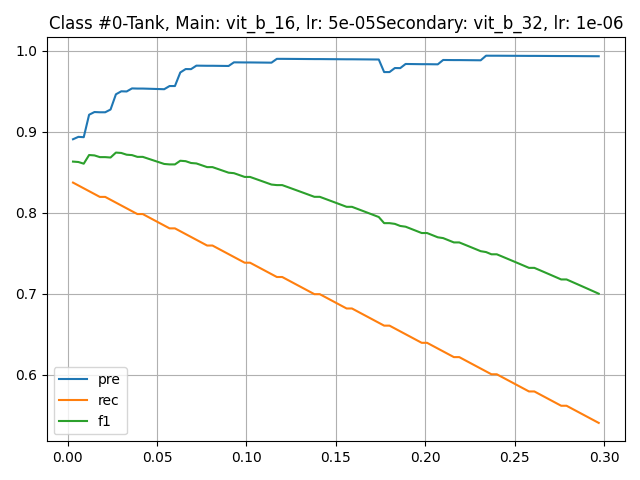 Class #0-Tank, Main: vit_b_16, lr: 5e-05Secondary: vit_b_32, lr: 1e-06
1.0
0.9
0.8
0.7
0.6
pre
rec
f1
0.00 0.05 0.10 0.15 0.20 0.25 0.30